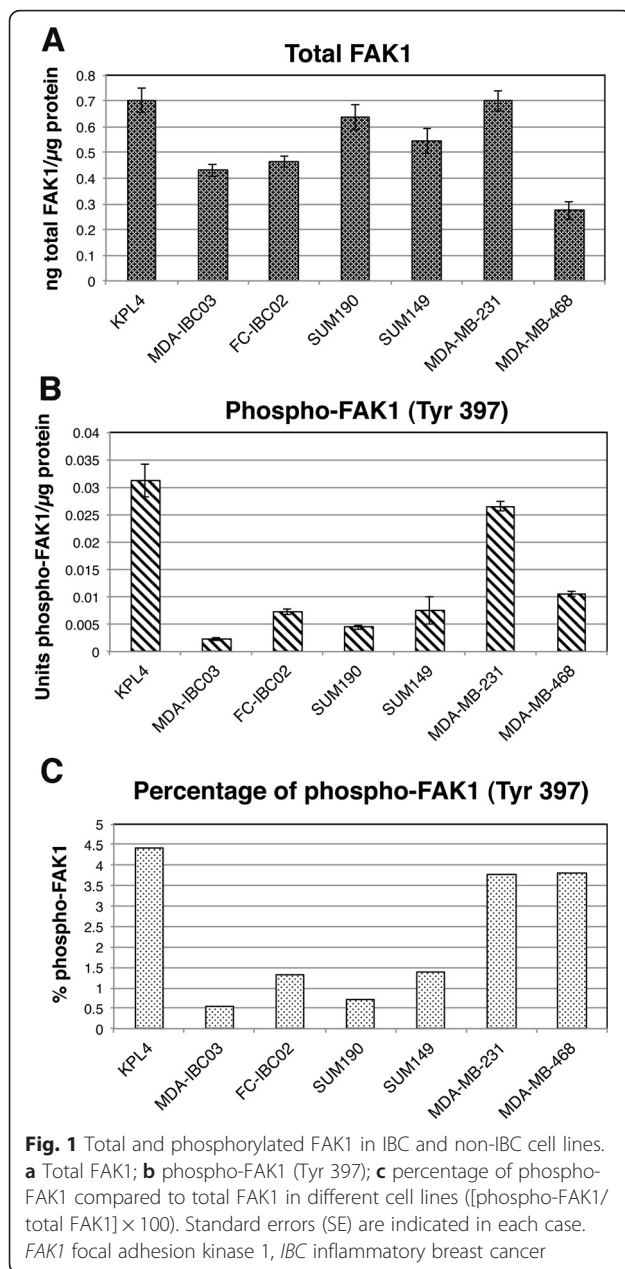 A
Total FAK1
ng total FAK1/µg protein
0.8
0.7
0.6
0.5
0.4
0.3
0.2
0.1
0
KPL4
MDA-IBC03
FC-IBC02
SUM190
SUM149
MDA-MB-231
MDA-MB-468
B
Phospho-FAK1 (Tyr 397)
Units phospho-FAK1/µg protein
0.04
0.035
0.03
0.025
0.02
0.015
0.01
0.005
0
KPL4
MDA-IBC03
FC-IBC02
SUM190
SUM149
MDA-MB-231
MDA-MB-468
C
Percentage of phospho-FAK1 (Tyr 397)
% phospho-FAK1
5
4.5
4
3.5
3
2.5
2
1.5
1
0.5
0
KPL4
MDA-IBC03
FC-IBC02
SUM190
SUM149
MDA-MB-231
MDA-MB-468
Fig. 1 Total and phosphorylated FAK1 in IBC and non-IBC cell lines.
a Total FAK1; b phospho-FAK1 (Tyr 397); c percentage of phospho-
FAK1 compared to total FAK1 in different cell lines ([phospho-FAK1/
total FAK1] × 100). Standard errors (SE) are indicated in each case.
FAK1 focal adhesion kinase 1, IBC inflammatory breast cancer